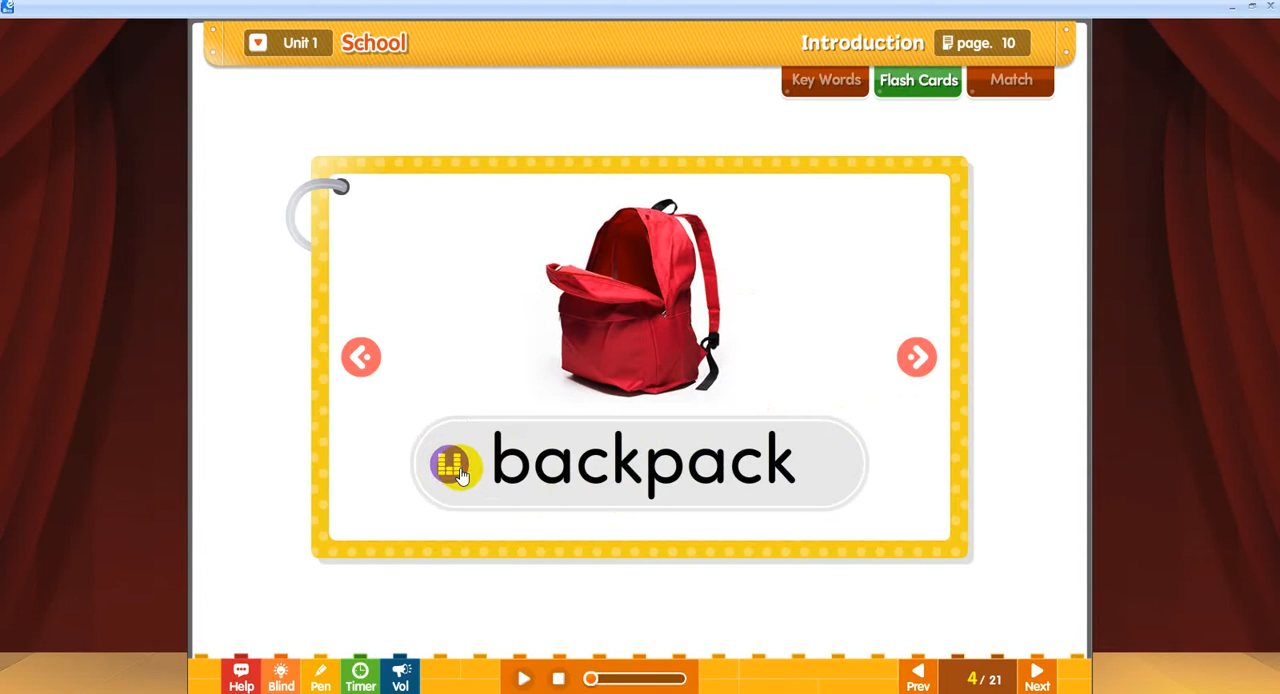 Unit 1 School Introduction page. 10
Key Words Flash Cards Match
backpack
Help Blind Pen Timer Vol Prev 4 / 21 Next